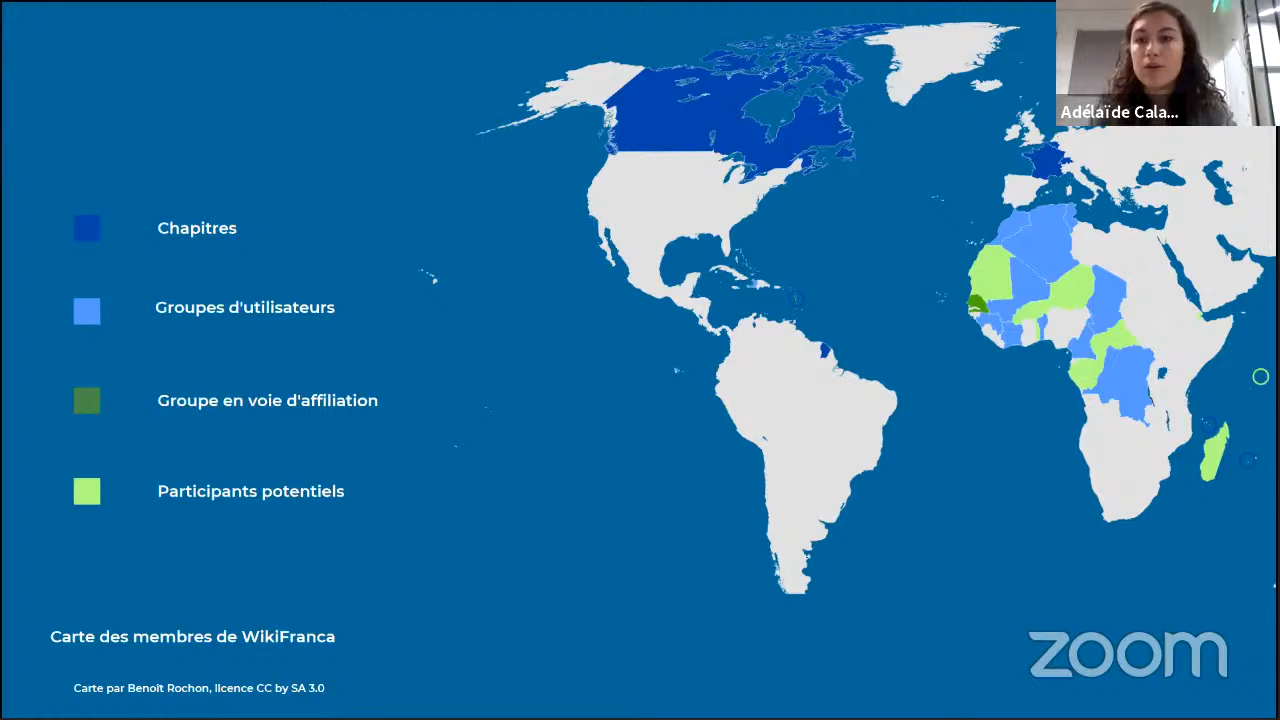 Adélaïde Cala...
Chapitres
Groupes d'utilisateurs
Groupe en voie d'affiliation
Participants potentiels
Carte des membres de WikiFranca
Carte par Benoit Rochon, licence CC by SA 3.0
zoom